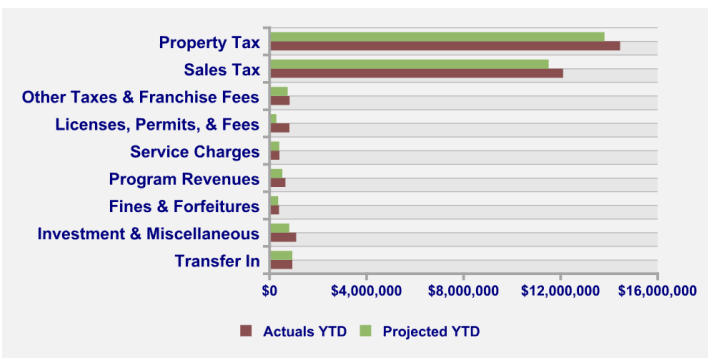 Property Tax
Sales Tax
Other Taxes & Franchise Fees
Licenses, Permits, & Fees
Service Charges
Program Revenues
Fines & Forfeitures
Investment & Miscellaneous
Transfer In
$0 $4,000,000 $8,000,000 $12,000,000 $16,000,000
Actuals YTD Projected YTD